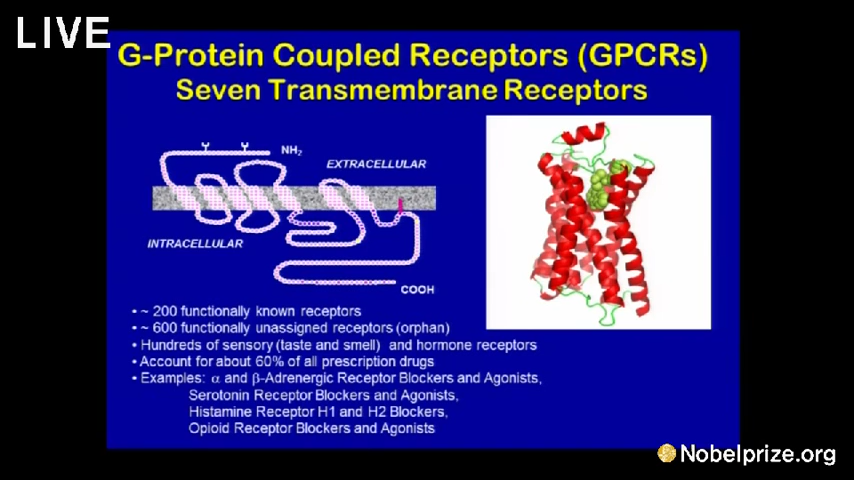 LIVE
G-Protein Coupled Receptors (GPCRs)
Seven Transmembrane Receptors
NH2
EXTRACELLULAR
INTRACELLULAR
COOH
• ~ 200 functionally known receptors
• ~ 600 functionally unassigned receptors (orphan)
• Hundreds of sensory (taste and smell) and hormone receptors
• Account for about 60% of all prescription drugs
• Examples: α and β-Adrenergic Receptor Blockers and Agonists,
Serotonin Receptor Blockers and Agonists,
Histamine Receptor H1 and H2 Blockers,
Opioid Receptor Blockers and Agonists
Nobelprize.org